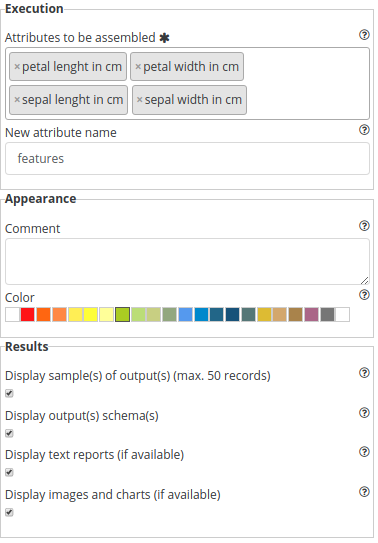 Execution
Attributes to be assembled ✱
×petal lenght in cm ×petal width in cm
×sepal lenght in cm ×sepal width in cm
New attribute name
features
Appearance
Comment
Color
Results
Display sample(s) of output(s) (max. 50 records)
Display output(s) schema(s)
Display text reports (if available)
Display images and charts (if available)